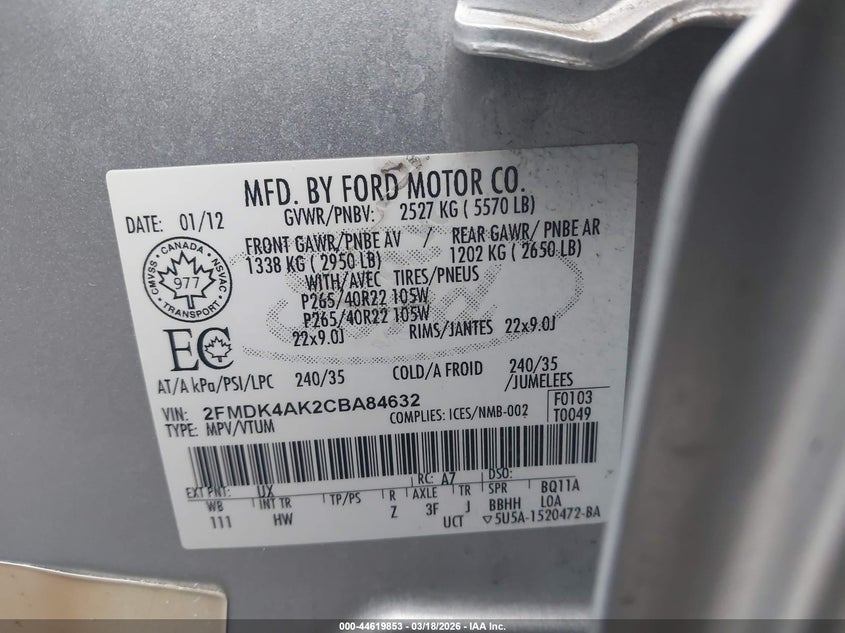 MFD. BY FORD MOTOR CO.
DATE: 01/12 GVWR/PNBV: 2527 KG ( 5570 LB)
FRONT GAWR/PNBE AV / REAR GAWR/ PNBE AR
1338 KG ( 2950 LB) 1202 KG ( 2650 LB)
WITH/AVEC TIRES/PNEUS
P265/40R22 105W
P265/40R22 105W
22x9.0J RIMS/JANTES 22x9.0J
CANADA
CMVSS NSVAC
977
TRANSPORT
EC
AT/A kPa/PSI/LPC 240/35 COLD/A FROID 240/35 /JUMELEES
VIN: 2FMDK4AK2CBA84632 COMPLIES: ICES/NMB-002 F0103
TYPE: MPV/VTUM T0049
RC: A7 DSO:
EXT PNT: UX
WB INT TR TP/PS R AXLE TR SPR BQ11A
111 HW Z 3F J BBHH LOA
UCT ▽5U5A-1520472-BA
000-44619853 | 03/18/2026 – IAA Inc.